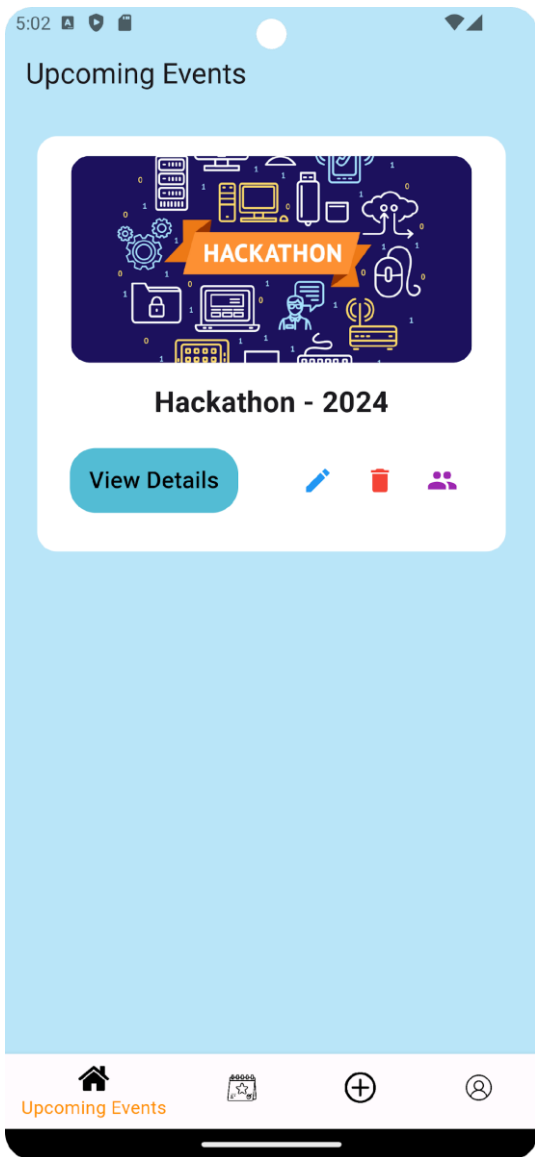 5:02
Upcoming Events
HACKATHON
Hackathon - 2024
View Details
Upcoming Events